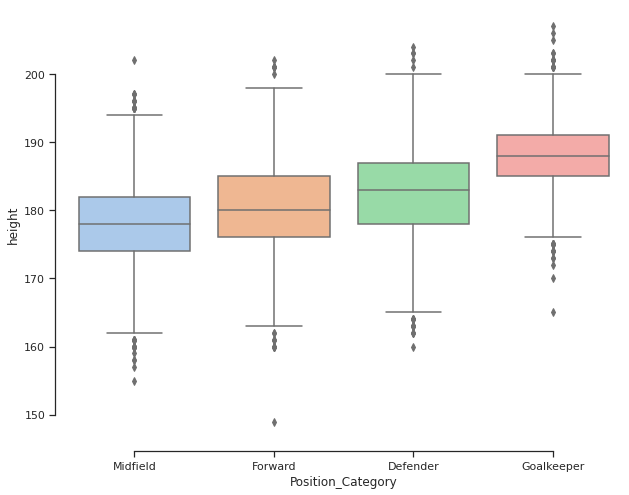 200
190
180
170
160
150
height
Midfield Forward Defender Goalkeeper
Position_Category